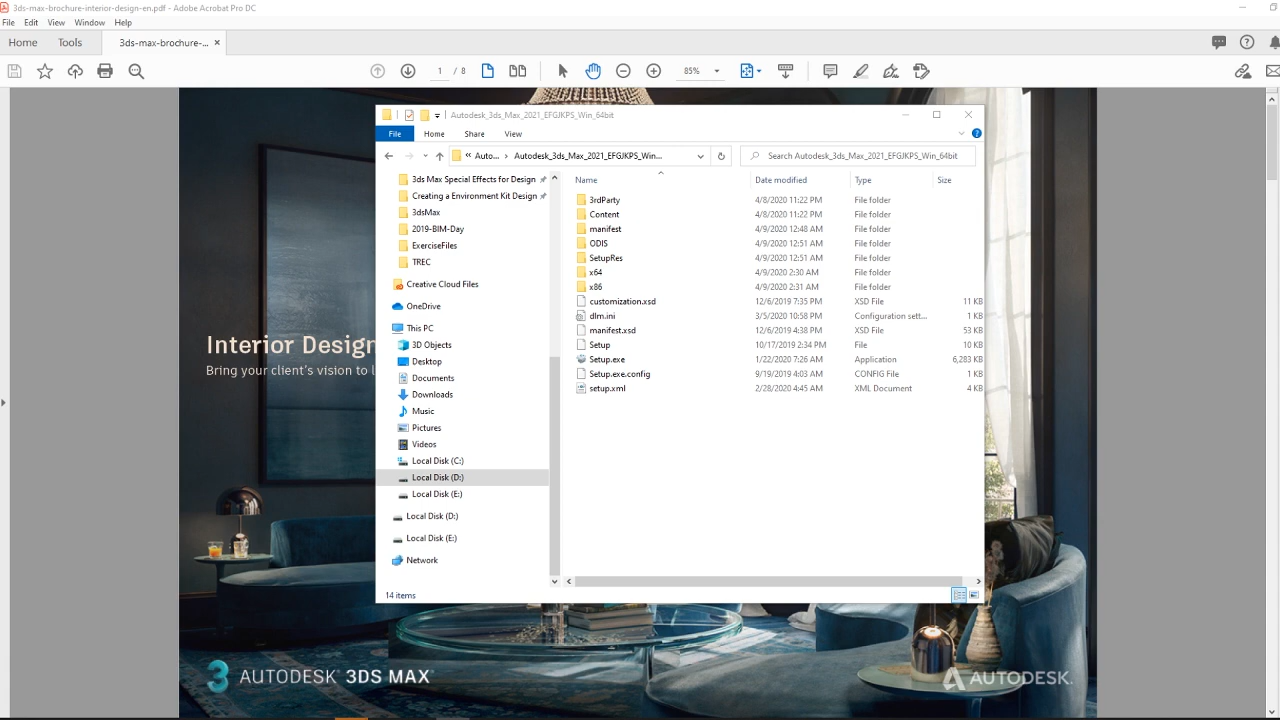 3ds-max-brochure-interior-design-en.pdf - Adobe Acrobat Pro DC
File Edit View Window Help
Home Tools 3ds-max-brochure-... ×
1 / 8 85%
Autodesk_3ds_Max_2021_EFGJKPS_Win_64bit
File Home Share View
« Auto... › Autodesk_3ds_Max_2021_EFGJKPS_Win... Search Autodesk_3ds_Max_2021_EFGJKPS_Win_64bit
3ds Max Special Effects for Design
Creating a Environment Kit Design
3dsMax
2019-BIM-Day
ExerciseFiles
TREC
Creative Cloud Files
OneDrive
This PC
3D Objects
Desktop
Documents
Downloads
Music
Pictures
Videos
Local Disk (C:)
Local Disk (D:)
Local Disk (E:)
Local Disk (D:)
Local Disk (E:)
Network
Name Date modified Type Size
3rdParty 4/8/2020 11:22 PM File folder
Content 4/8/2020 11:22 PM File folder
manifest 4/9/2020 12:48 AM File folder
ODIS 4/9/2020 12:51 AM File folder
SetupRes 4/9/2020 12:51 AM File folder
x64 4/9/2020 2:30 AM File folder
x86 4/9/2020 2:31 AM File folder
customization.xsd 12/6/2019 7:35 PM XSD File 11 KB
dlm.ini 3/5/2020 10:58 PM Configuration sett... 1 KB
manifest.xsd 12/6/2019 4:38 PM XSD File 53 KB
Setup 10/17/2019 2:34 PM File 10 KB
Setup.exe 1/22/2020 7:26 AM Application 6,283 KB
Setup.exe.config 9/19/2019 4:03 AM CONFIG File 1 KB
setup.xml 2/28/2020 4:45 AM XML Document 4 KB
14 items
Interior Design
Bring your client's vision to l
3 AUTODESK® 3DS MAX®
AUTODESK.